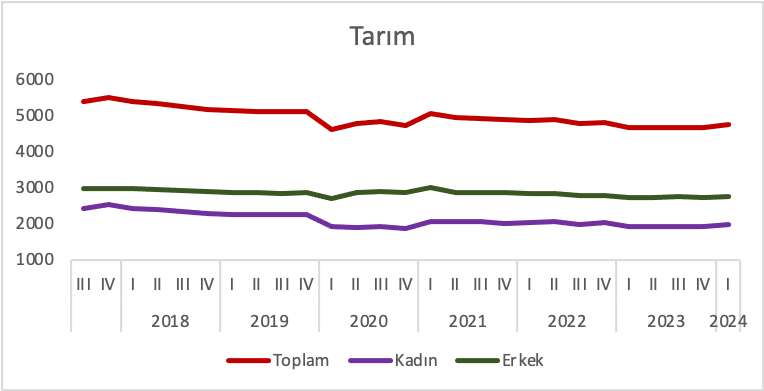 Tarım
6000
5000
4000
3000
2000
1000
III IV I II III IV I II III IV I II III IV I II III IV I II III IV I II III IV I
2018 2019 2020 2021 2022 2023 2024
Toplam Kadın Erkek